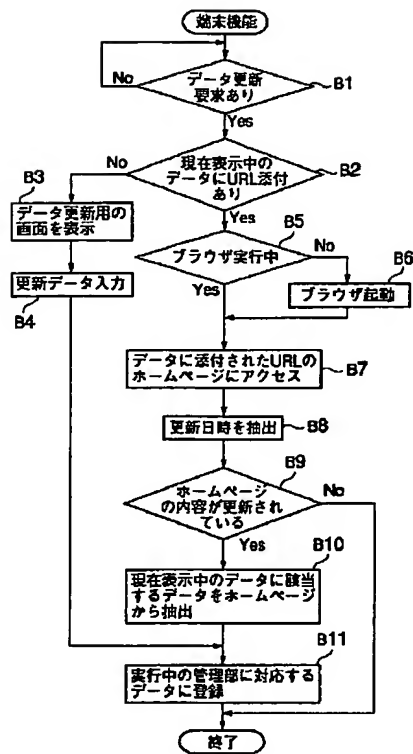 端末機能
データ更新
要求あり
B1
No
Yes
現在表示中の
データにURL添付
あり
B2
No
Yes
B3
データ更新用の
画面を表示
更新データ入力
B4
B5
ブラウザ実行中
No
Yes
B6
ブラウザ起動
データに添付されたURLの
ホームページにアクセス
B7
更新日時を抽出
B8
B9
ホームページ
の内容が更新され
ている
No
Yes
B10
現在表示中のデータに該当
するデータをホームページ
から抽出
B11
実行中の管理部に対応する
データに登録
終了